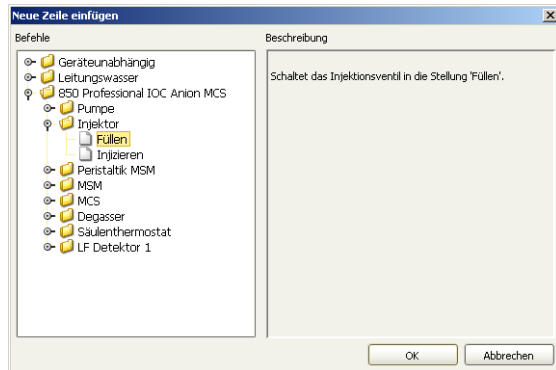 Neue Zeile einfügen
Befehle
Geräteunabhängig
Leitungswasser
850 Professional IOC Anion MCS
Pumpe
Injektor
Füllen
Injizieren
Peristaltik MSM
MSM
MCS
Degasser
Säulenthermostat
LF Detektor 1
Beschreibung
Schaltet das Injektionsventil in die Stellung 'Füllen'.
OK
Abbrechen